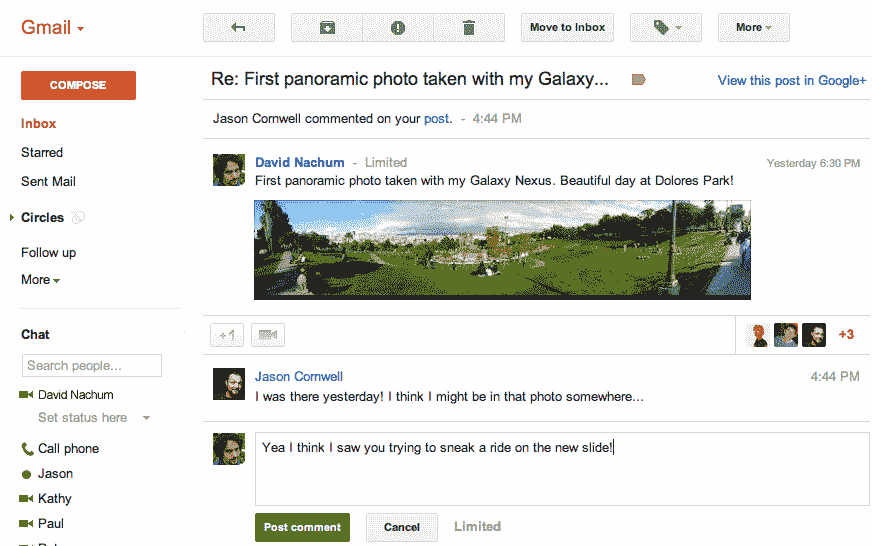 Gmail
Move to Inbox
More
COMPOSE
Inbox
Starred
Sent Mail
Circles
Follow up
More
Chat
Search people...
David Nachum
Set status here
Call phone
Jason
Kathy
Paul
Re: First panoramic photo taken with my Galaxy...
View this post in Google+
Jason Cornwell commented on your post. - 4:44 PM
David Nachum - Limited
Yesterday 6:30 PM
First panoramic photo taken with my Galaxy Nexus. Beautiful day at Dolores Park!
+1
+3
Jason Cornwell
4:44 PM
I was there yesterday! I think I might be in that photo somewhere...
Yea I think I saw you trying to sneak a ride on the new slide!
Post comment
Cancel
Limited